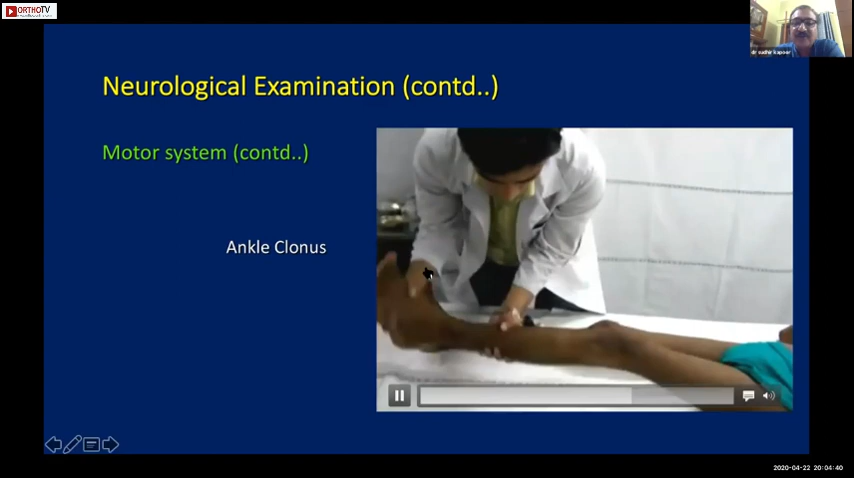 ORTHOTV
dr sudhir kapoor
Neurological Examination (contd..)
Motor system (contd..)
Ankle Clonus
2020-04-22 20:04:40